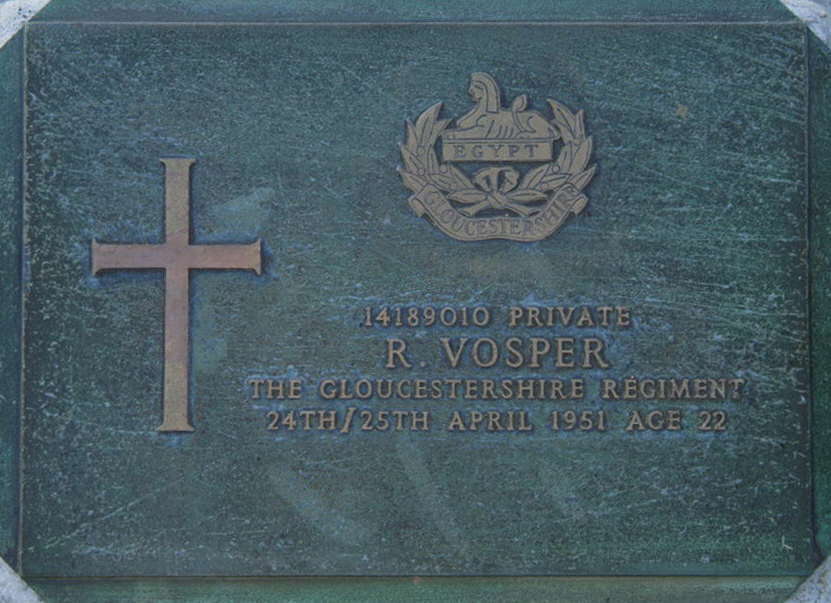 EGYPT
GLOUCESTERSHIRE
14189010 PRIVATE
R. VOSPER
THE GLOUCESTERSHIRE REGIMENT
24TH/25TH APRIL 1951 AGE 22